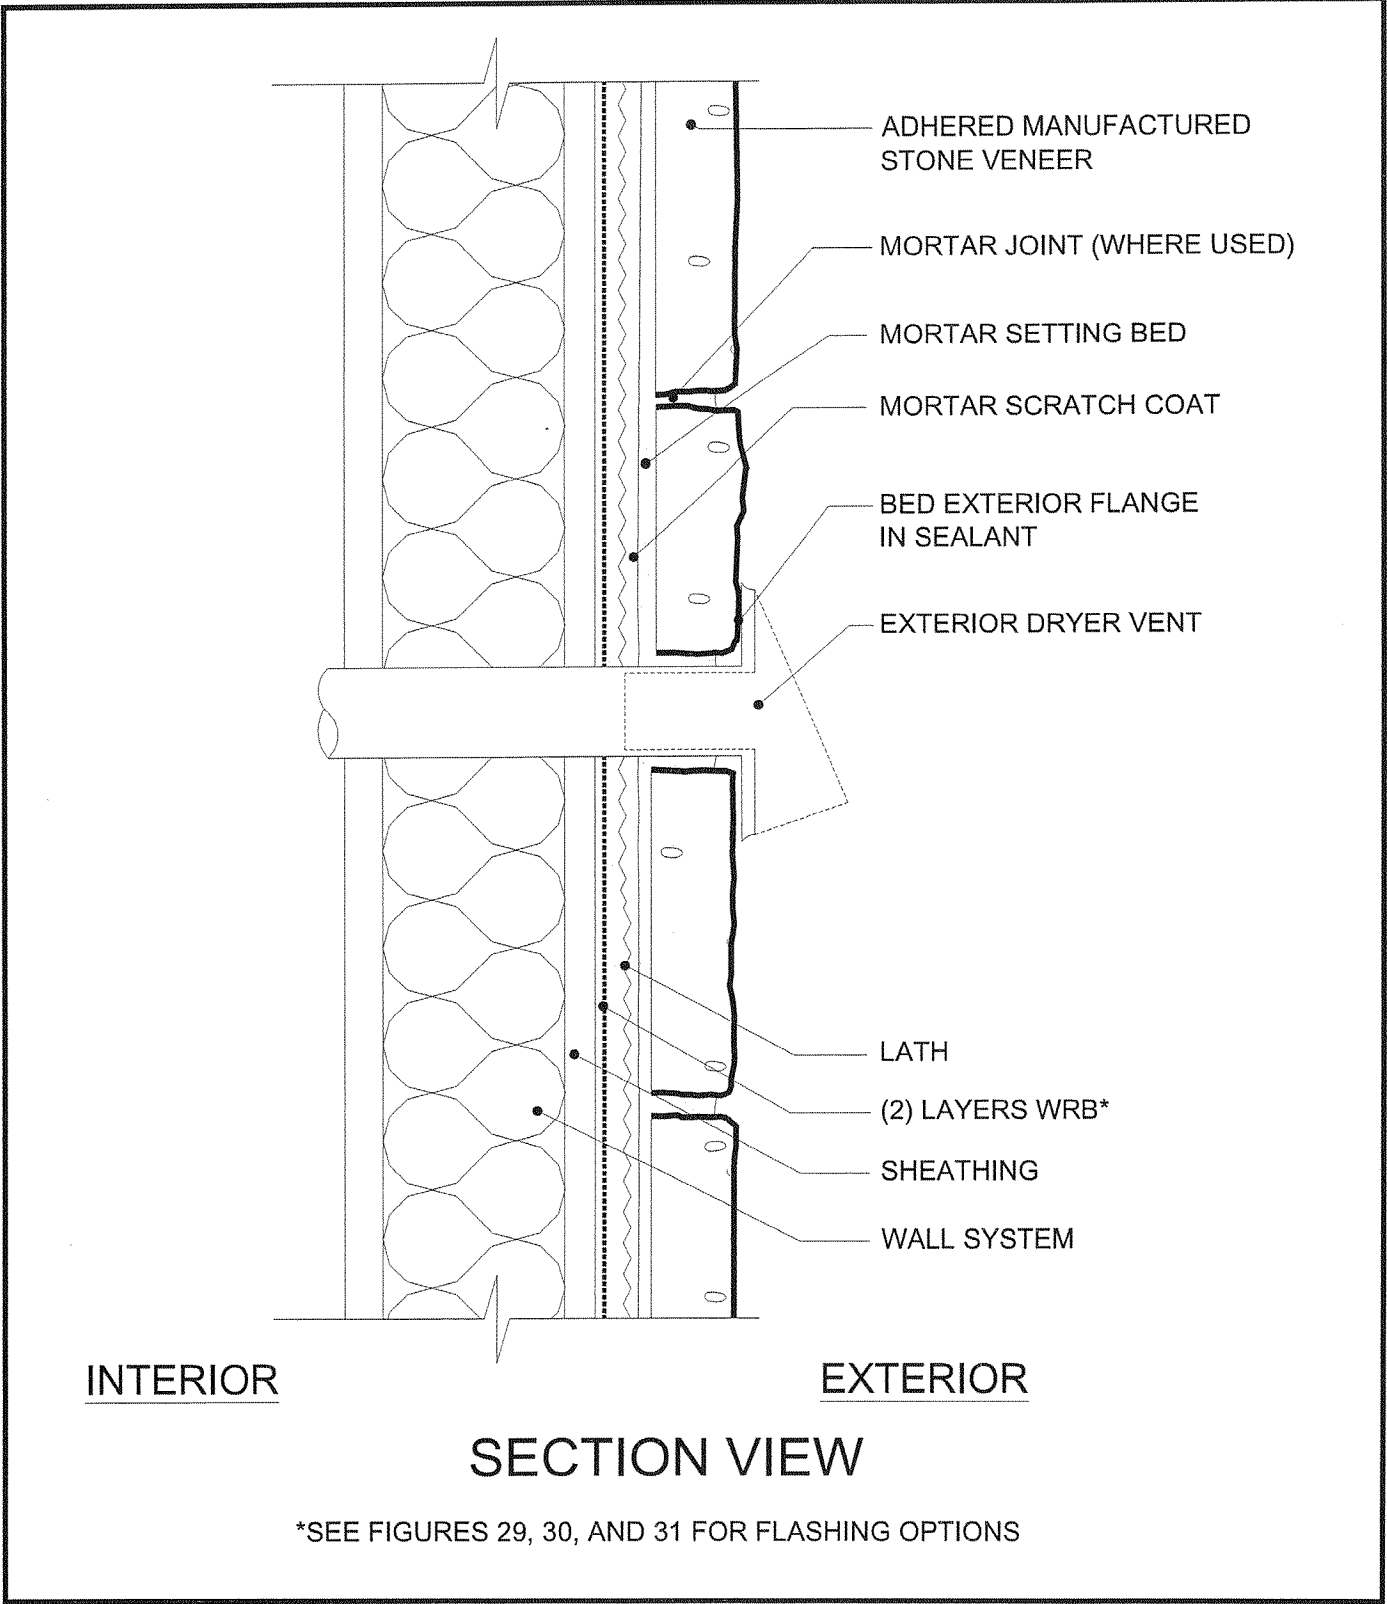 ADHERED MANUFACTURED
STONE VENEER
MORTAR JOINT (WHERE USED)
MORTAR SETTING BED
MORTAR SCRATCH COAT
BED EXTERIOR FLANGE
IN SEALANT
EXTERIOR DRYER VENT
LATH
(2) LAYERS WRB*
SHEATHING
WALL SYSTEM
INTERIOR
EXTERIOR
SECTION VIEW
*SEE FIGURES 29, 30, AND 31 FOR FLASHING OPTIONS